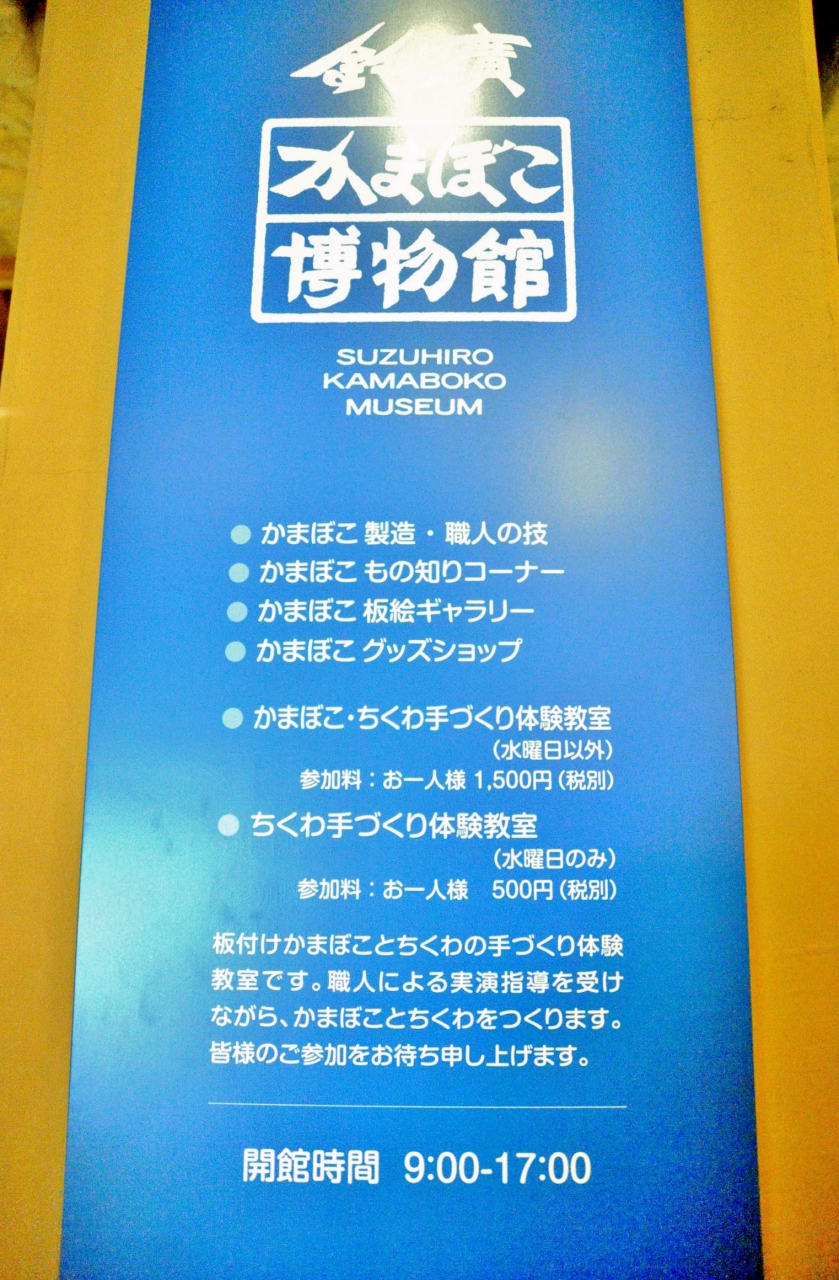 鈴廣
かまぼこ
博物館
SUZUHIRO
KAMABOKO
MUSEUM
● かまぼこ 製造・職人の技
● かまぼこ もの知りコーナー
● かまぼこ 板絵ギャラリー
● かまぼこ グッズショップ
● かまぼこ・ちくわ手づくり体験教室
(水曜日以外)
参加料：お一人様 1,500円(税別)
● ちくわ手づくり体験教室
(水曜日のみ)
参加料：お一人様 500円(税別)
板付けかまぼことちくわの手づくり体験
教室です。職人による実演指導を受け
ながら、かまぼことちくわをつくります。
皆様のご参加をお待ち申し上げます。
開館時間 9:00-17:00